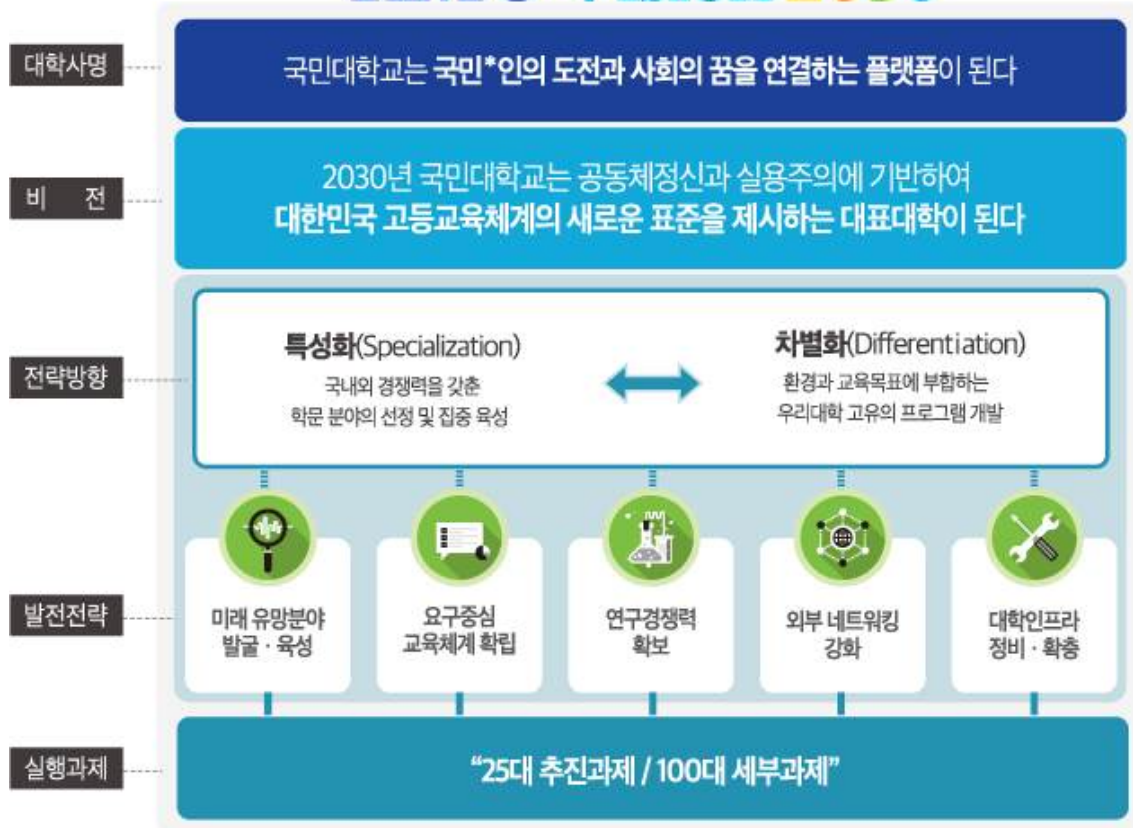 대학사명
국민대학교는 국민*인의 도전과 사회의 꿈을 연결하는 플랫폼이 된다
비 전
2030년 국민대학교는 공동체정신과 실용주의에 기반하여
대한민국 고등교육체계의 새로운 표준을 제시하는 대표대학이 된다
전략방향
특성화(Specialization)
국내외 경쟁력을 갖춘
학문 분야의 선정 및 집중 육성
차별화(Differentiation)
환경과 교육목표에 부합하는
우리대학 고유의 프로그램 개발
발전전략
미래 유망분야
발굴 · 육성
요구중심
교육체계 확립
연구경쟁력
확보
외부 네트워킹
강화
대학인프라
정비 · 확충
실행과제
“25대 추진과제 / 100대 세부과제”